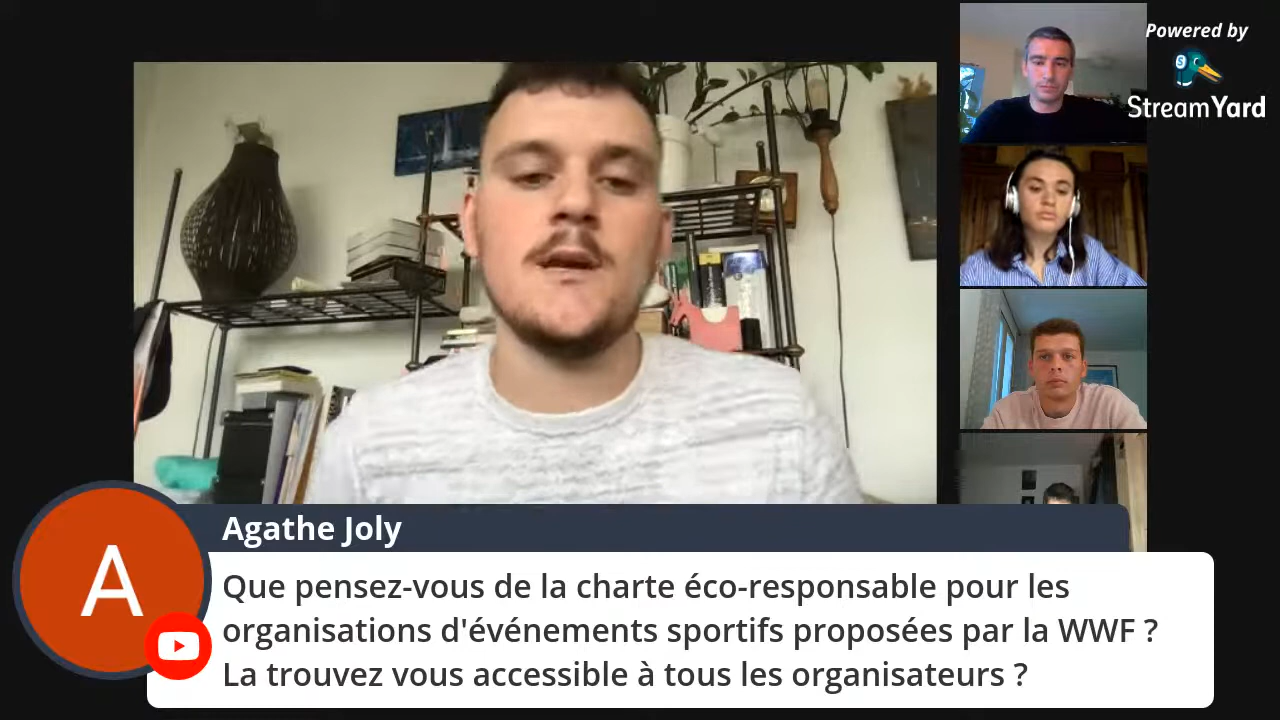 Powered by
StreamYard
Agathe Joly
A
Que pensez-vous de la charte éco-responsable pour les
organisations d'événements sportifs proposées par la WWF ?
La trouvez vous accessible à tous les organisateurs ?